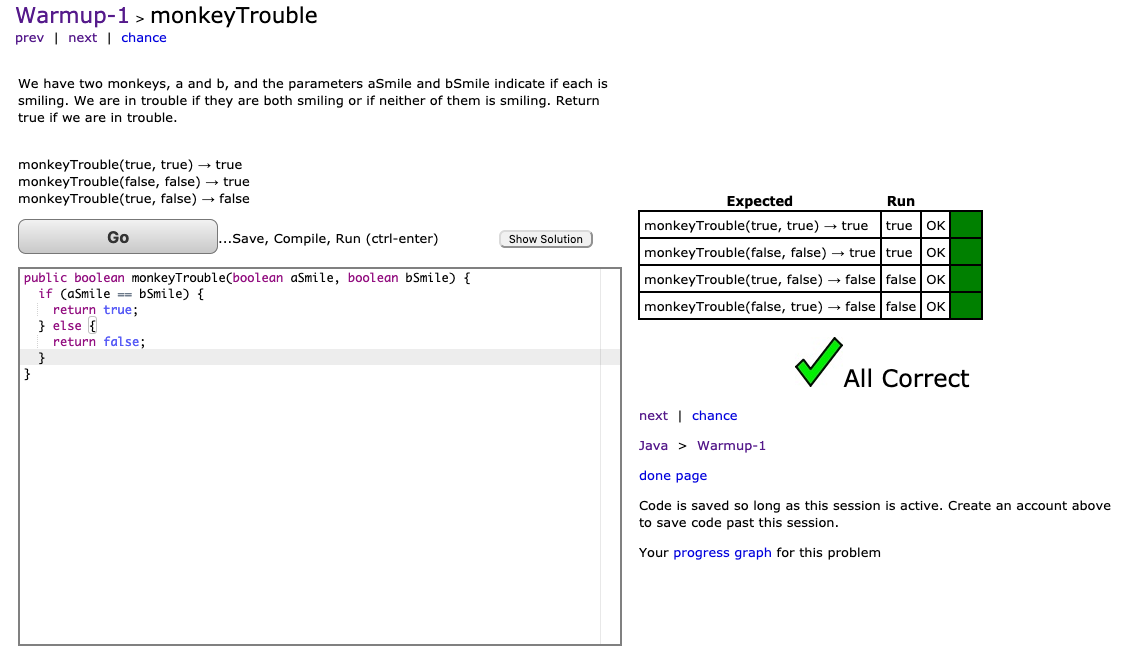 Warmup-1 > monkeyTrouble
prev | next | chance
We have two monkeys, a and b, and the parameters aSmile and bSmile indicate if each is
smiling. We are in trouble if they are both smiling or if neither of them is smiling. Return
true if we are in trouble.
monkeyTrouble(true, true) → true
monkeyTrouble(false, false) → true
monkeyTrouble(true, false) → false
Go
...Save, Compile, Run (ctrl-enter)
Show Solution
public boolean monkeyTrouble(boolean aSmile, boolean bSmile) {
  if (aSmile == bSmile) {
    return true;
  } else {
    return false;
  }
}
Expected Run
monkeyTrouble(true, true) → true true OK
monkeyTrouble(false, false) → true true OK
monkeyTrouble(true, false) → false false OK
monkeyTrouble(false, true) → false false OK
All Correct
next | chance
Java > Warmup-1
done page
Code is saved so long as this session is active. Create an account above
to save code past this session.
Your progress graph for this problem